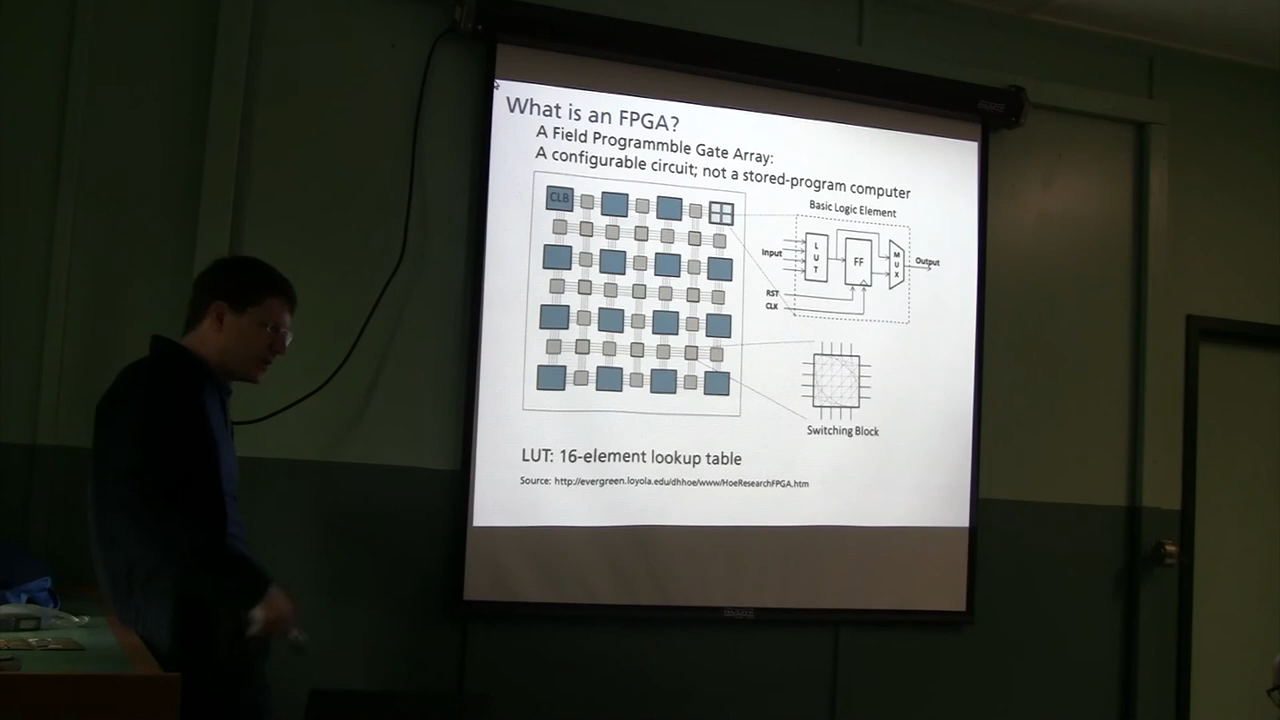 What is an FPGA?
A Field Programmble Gate Array:
A configurable circuit; not a stored-program computer
CLB
Basic Logic Element
Input
LUT
FF
MUX
Output
RST
CLK
Switching Block
LUT: 16-element lookup table
Source: http://evergreen.loyola.edu/dhhoe/www/HoeResearchFPGA.htm